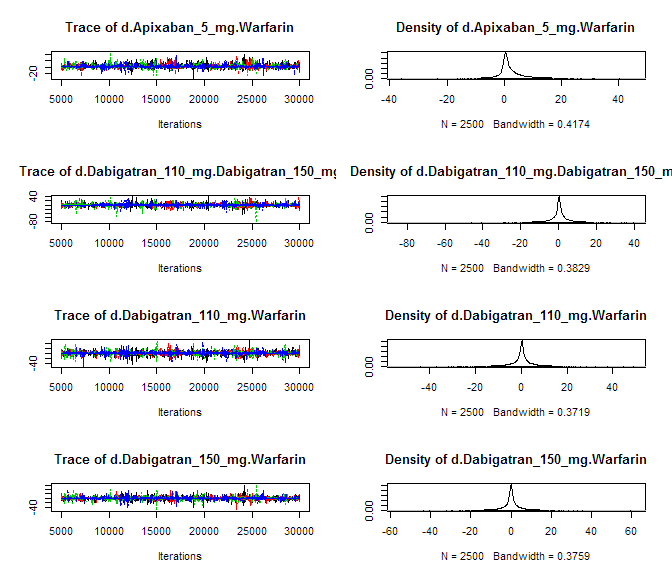 Trace of d.Apixaban_5_mg.Warfarin
-20
5000 10000 15000 20000 25000 30000
Iterations
Density of d.Apixaban_5_mg.Warfarin
0.00
-40 -20 0 20 40
N = 2500 Bandwidth = 0.4174
Trace of d.Dabigatran_110_mg.Dabigatran_150_mg
-80 40
5000 10000 15000 20000 25000 30000
Iterations
Density of d.Dabigatran_110_mg.Dabigatran_150_m
0.00
-80 -60 -40 -20 0 20 40
N = 2500 Bandwidth = 0.3829
Trace of d.Dabigatran_110_mg.Warfarin
-40
5000 10000 15000 20000 25000 30000
Iterations
Density of d.Dabigatran_110_mg.Warfarin
0.00
-40 -20 0 20 40
N = 2500 Bandwidth = 0.3719
Trace of d.Dabigatran_150_mg.Warfarin
-40
5000 10000 15000 20000 25000 30000
Iterations
Density of d.Dabigatran_150_mg.Warfarin
0.00
-60 -40 -20 0 20 40 60
N = 2500 Bandwidth = 0.3759